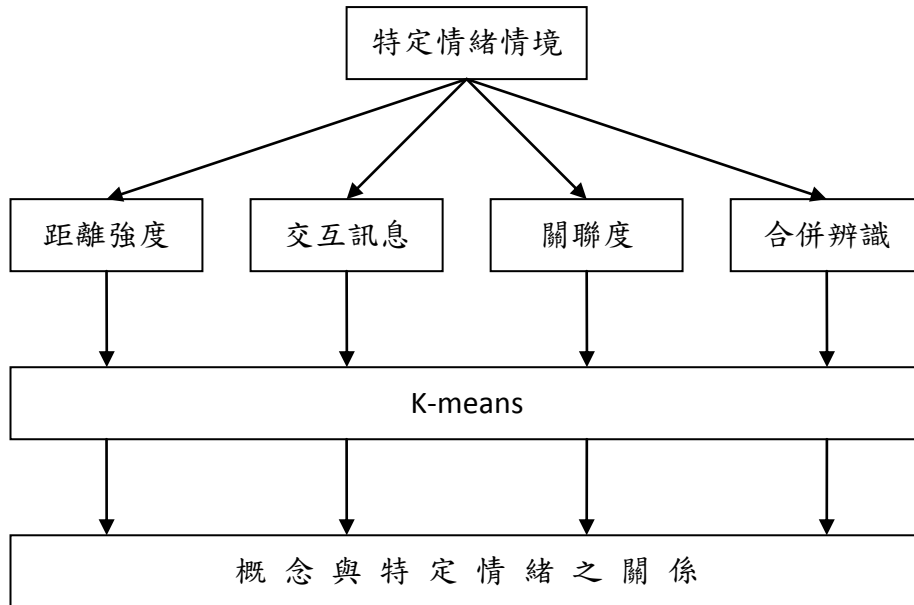 特定情緒情境
距離強度
交互訊息
關聯度
合併辨識
K-means
概念與特定情緒之關係